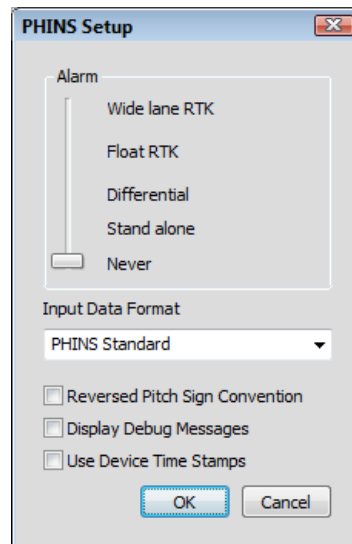 PHINS Setup
Alarm
Wide lane RTK
Float RTK
Differential
Stand alone
Never
Input Data Format
PHINS Standard
Reversed Pitch Sign Convention
Display Debug Messages
Use Device Time Stamps
OK Cancel